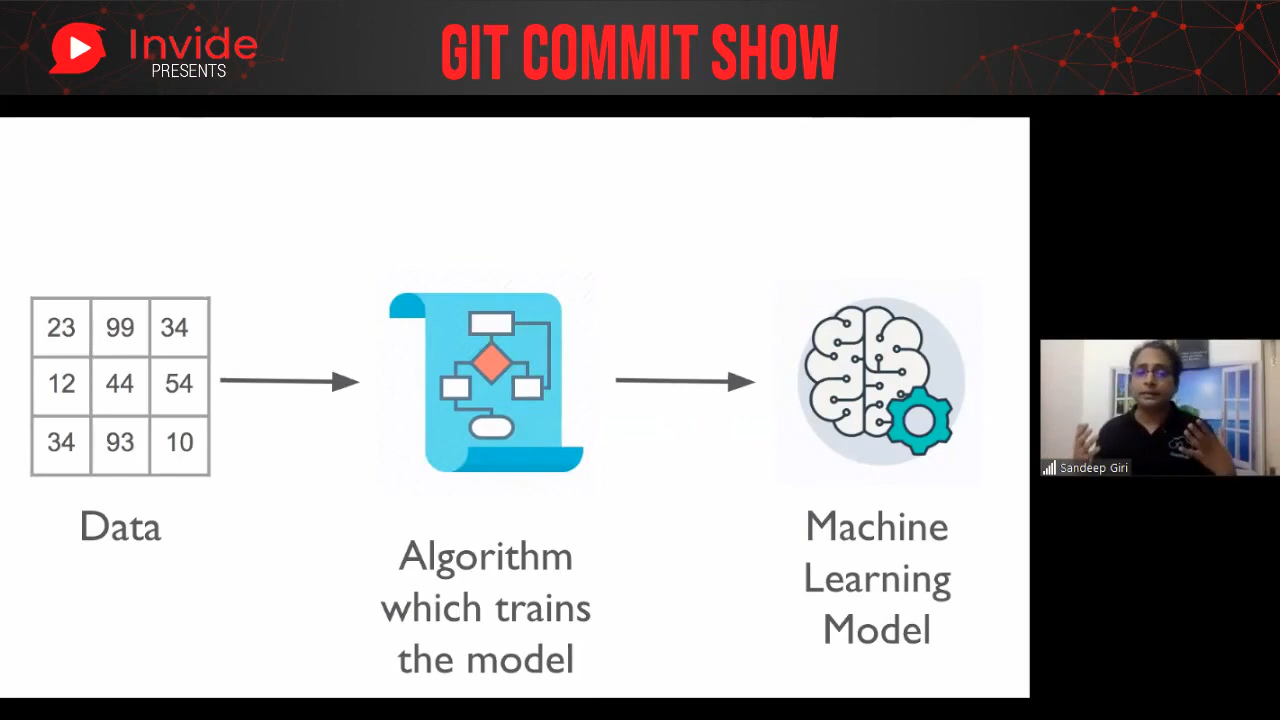 Invide
PRESENTS
GIT COMMIT SHOW
23 99 34
12 44 54
34 93 10
Data
Algorithm
which trains
the model
Machine
Learning
Model
Sandeep Giri